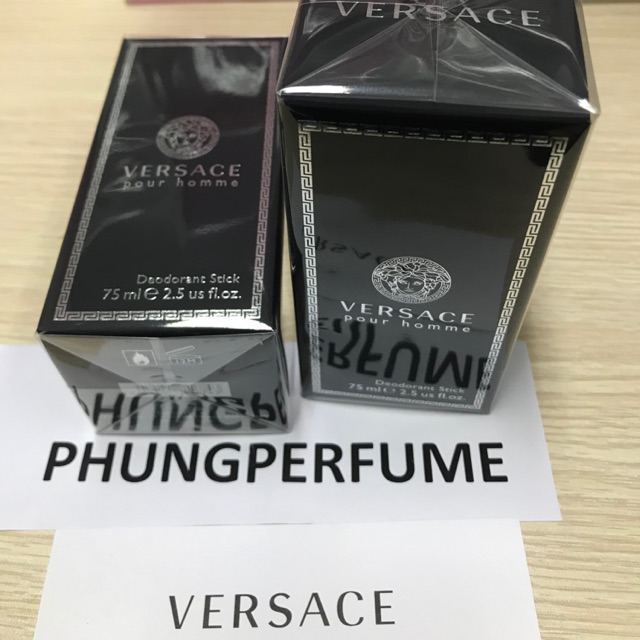 VERSACE
VERSACE
pour homme
Deodorant Stick
75 ml e 2.5 us fl.oz.
VERSACE
pour homme
Deodorant Stick
75 ml e 2.5 us fl.oz.
PHUNGPERFUME
VERSACE